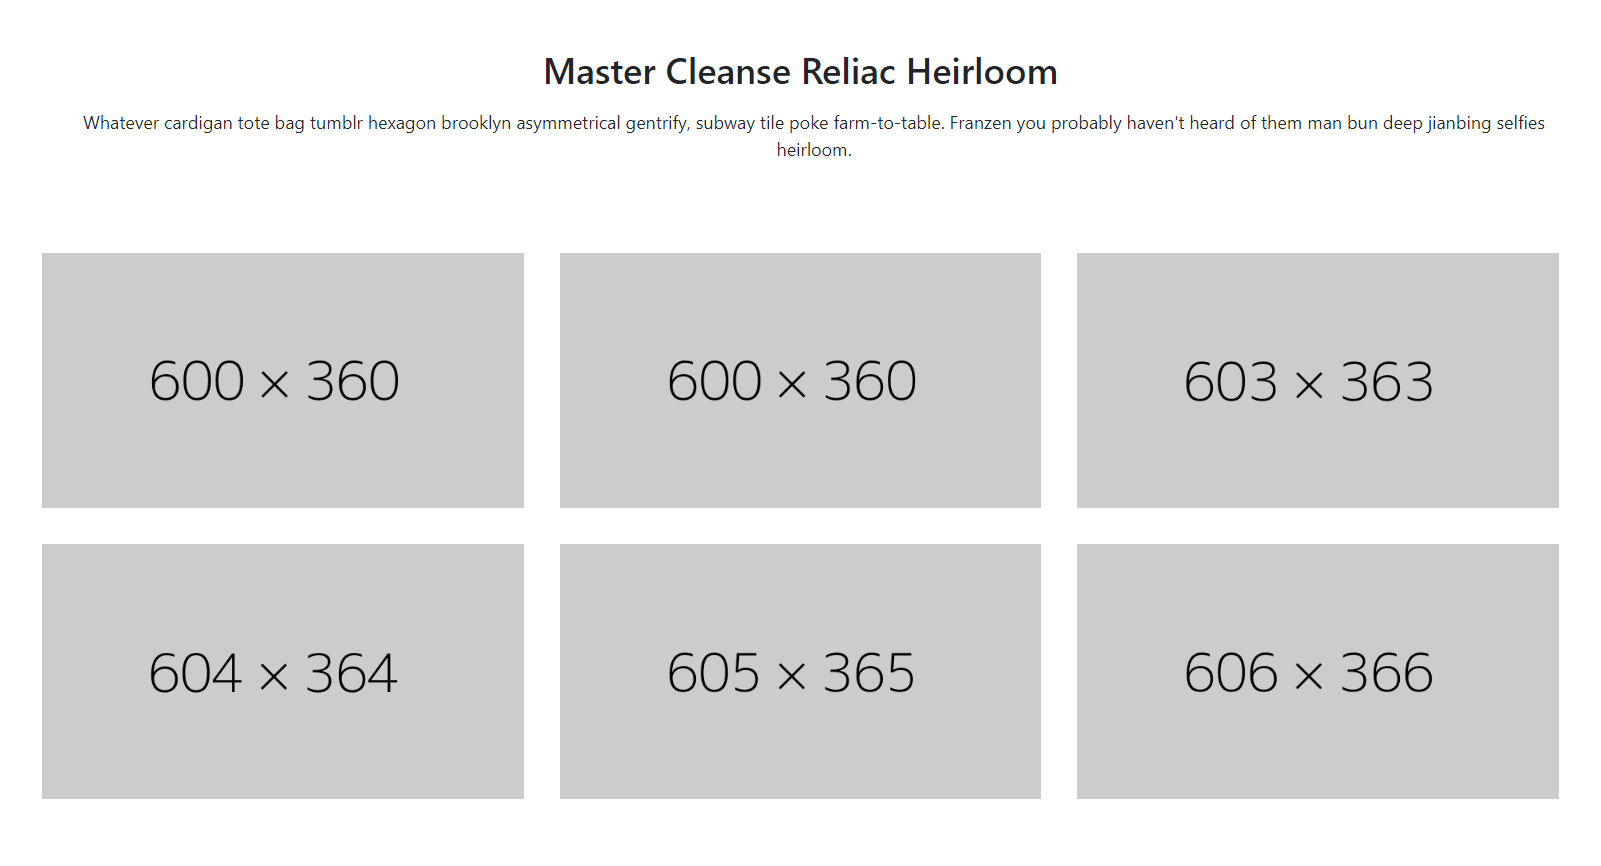 Master Cleanse Reliac Heirloom
Whatever cardigan tote bag tumblr hexagon brooklyn asymmetrical gentrify, subway tile poke farm-to-table. Franzen you probably haven't heard of them man bun deep jianbing selfies
heirloom.
600 × 360
600 × 360
603 × 363
604 × 364
605 × 365
606 × 366